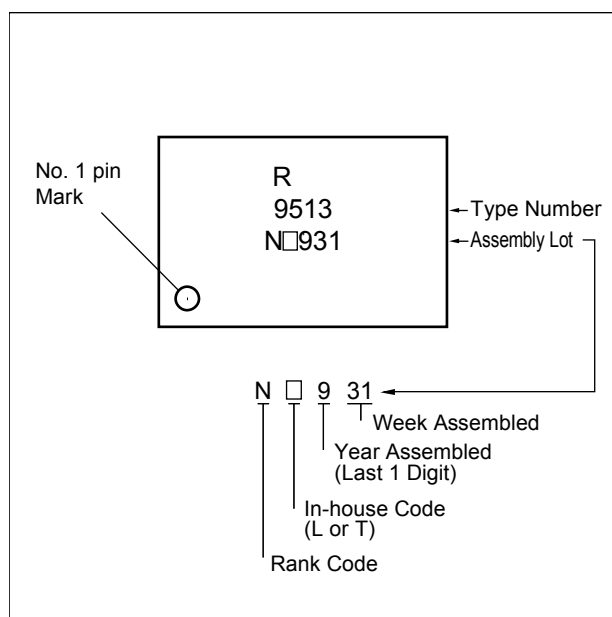 No. 1 pin
Mark
R
9513
N□931
Type Number
Assembly Lot
N □ 9 31
Week Assembled
Year Assembled
(Last 1 Digit)
In-house Code
(L or T)
Rank Code